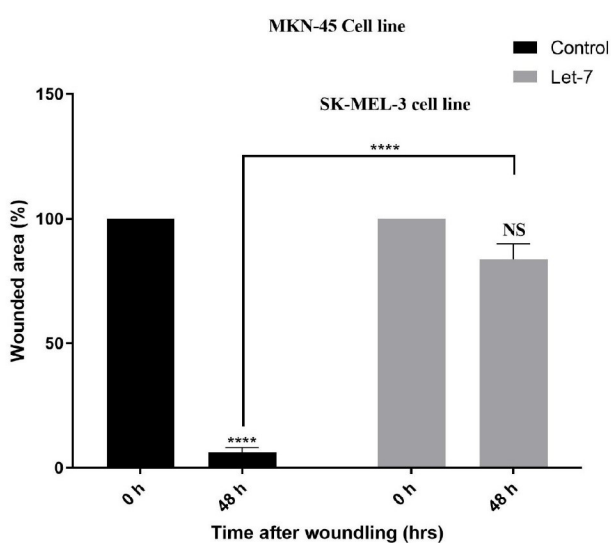 MKN-45 Cell line
Control
Let-7
SK-MEL-3 cell line
150
100
50
0
Wounded area (%)
****
NS
****
0 h
48 h
0 h
48 h
Time after woundling (hrs)